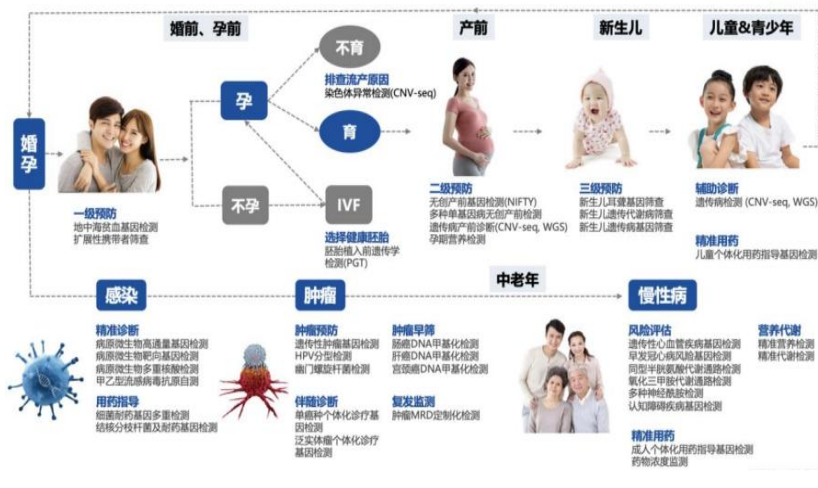 婚前、孕前
产前
新生儿
儿童&青少年
婚孕
一级预防
地中海贫血基因检测
扩展性携带者筛查
孕
不孕
不育
排查流产原因
染色体异常检测(CNV-seq)
育
IVF
选择健康胚胎
胚胎植入前遗传学
检测(PGT)
二级预防
无创产前基因检测(NIFTY)
多种单基因病无创产前检测
遗传病产前诊断(CNV-seq, WGS)
孕期营养检测
三级预防
新生儿耳聋基因筛查
新生儿遗传代谢病筛查
新生儿遗传病基因筛查
辅助诊断
遗传病检测 (CNV-seq, WGS)
精准用药
儿童个体化用药指导基因检测
中老年
感染
精准诊断
病原微生物高通量基因检测
病原微生物靶向基因检测
病原微生物多重核酸检测
甲乙型流感病毒抗原自测
用药指导
细菌耐药基因多重检测
结核分枝杆菌及耐药基因检测
肿瘤
肿瘤预防
遗传性肿瘤基因检测
HPV分型检测
幽门螺旋杆菌检测
伴随诊断
单癌种个体化诊疗基
因检测
泛实体瘤个体化诊疗
基因检测
肿瘤早筛
肠癌DNA甲基化检测
肝癌DNA甲基化检测
宫颈癌DNA甲基化检测
复发监测
肿瘤MRD定制化检测
慢性病
风险评估
遗传性心血管疾病基因检测
早发冠心病风险基因检测
同型半胱氨酸代谢通路检测
氧化三甲胺代谢通路检测
多种神经酰胺检测
认知障碍疾病基因检测
精准用药
成人个体化用药指导基因检测
药物浓度监测
营养代谢
精准营养检测
精准代谢检测